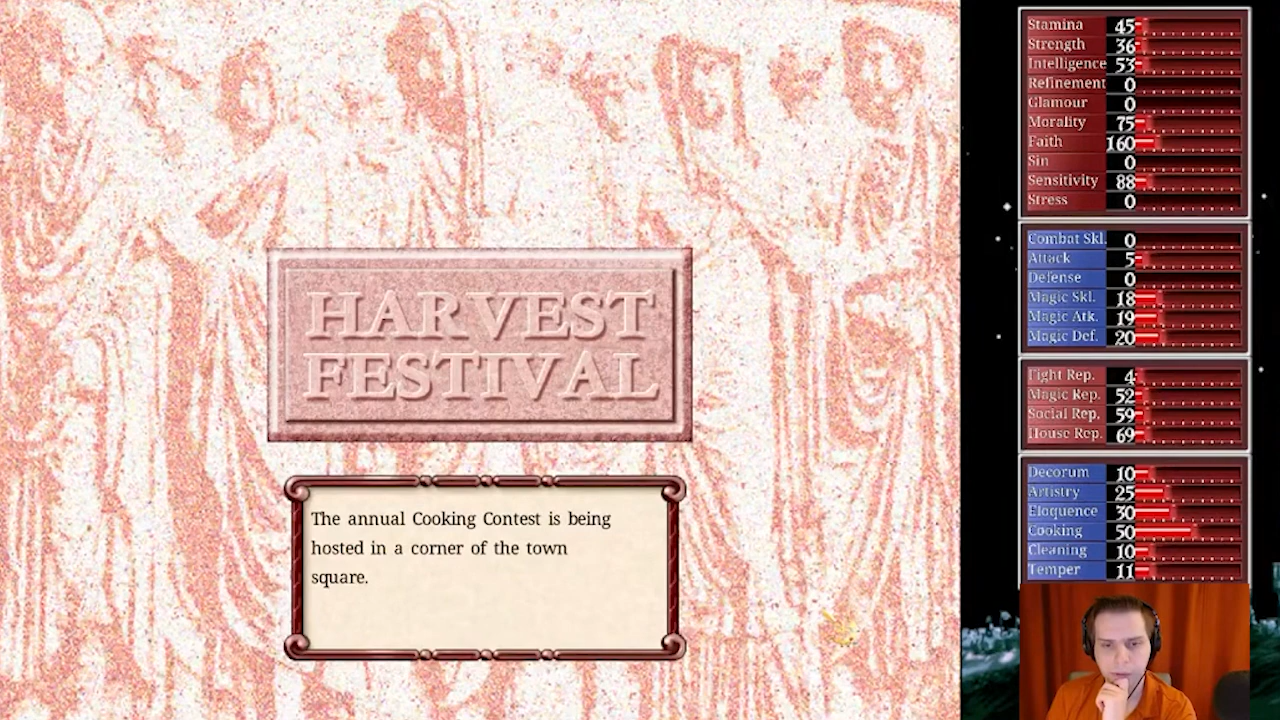 HARVEST
FESTIVAL
The annual Cooking Contest is being
hosted in a corner of the town
square.
Stamina 45
Strength 36
Intelligence 53
Refinement 0
Glamour 0
Morality 75
Faith 160
Sin 0
Sensitivity 88
Stress 0
Combat Skl. 0
Attack 5
Defense 0
Magic Skl. 18
Magic Atk. 19
Magic Def. 20
Fight Rep. 4
Magic Rep. 52
Social Rep. 59
House Rep. 69
Decorum 10
Artistry 25
Eloquence 30
Cooking 50
Cleaning 10
Temper 11